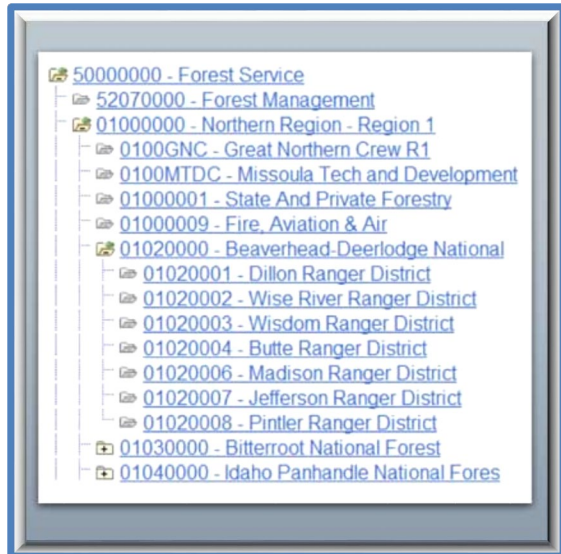 50000000 - Forest Service
52070000 - Forest Management
01000000 - Northern Region - Region 1
0100GNC - Great Northern Crew R1
0100MTDC - Missoula Tech and Development
01000001 - State And Private Forestry
01000009 - Fire, Aviation & Air
01020000 - Beaverhead-Deerlodge National
01020001 - Dillon Ranger District
01020002 - Wise River Ranger District
01020003 - Wisdom Ranger District
01020004 - Butte Ranger District
01020006 - Madison Ranger District
01020007 - Jefferson Ranger District
01020008 - Pintler Ranger District
01030000 - Bitterroot National Forest
01040000 - Idaho Panhandle National Fores